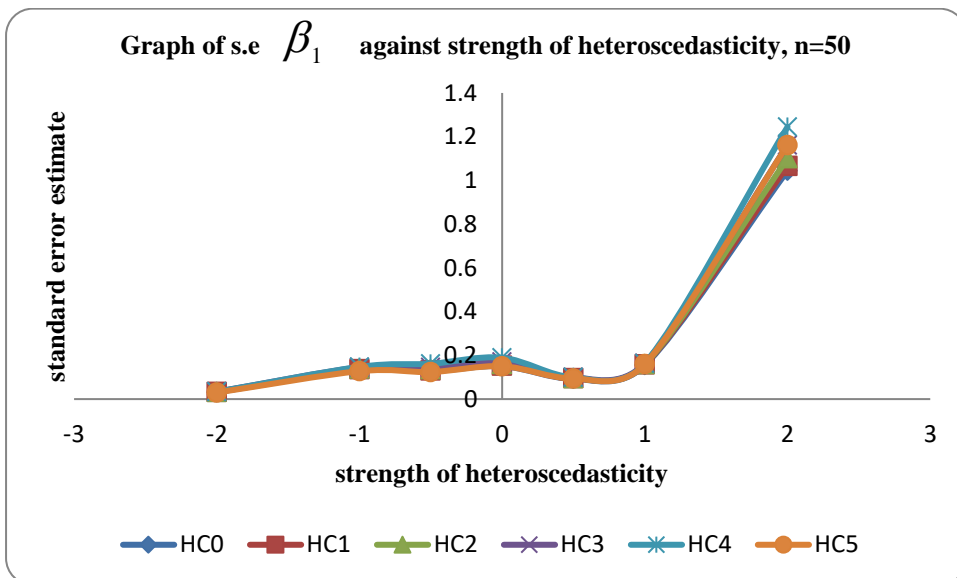 Graph of s.e β₁ against strength of heteroscedasticity, n=50
standard error estimate
1.4
1.2
1
0.8
0.6
0.4
0.2
0
-3 -2 -1 0 1 2 3
strength of heteroscedasticity
HC0 HC1 HC2 HC3 HC4 HC5